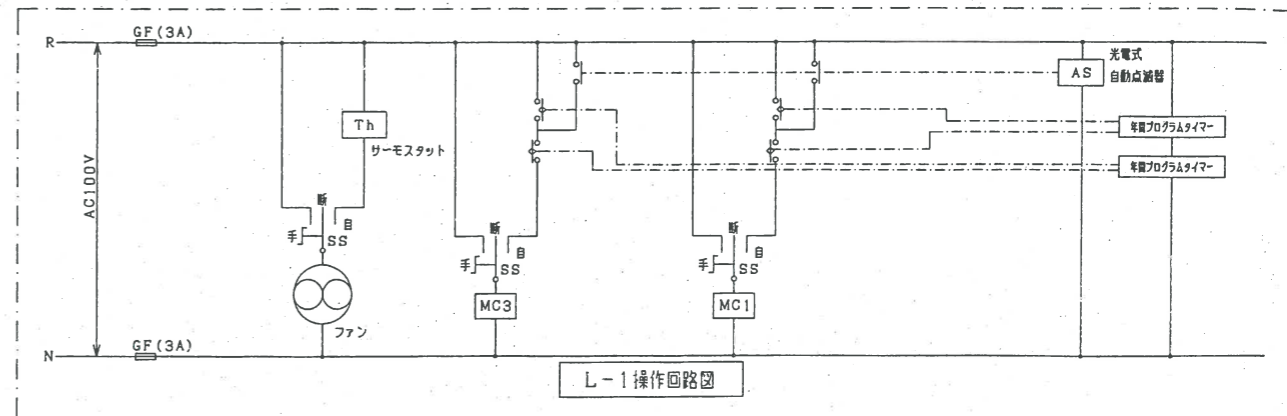 R
GF(3A)
AC100V
Th
サーモスタット
断
手
自
SS
ファン
断
手
自
SS
MC3
断
手
自
SS
MC1
AS
光電式
自動点滅器
年間プログラムタイマー
年間プログラムタイマー
N
GF(3A)
L-1操作回路図